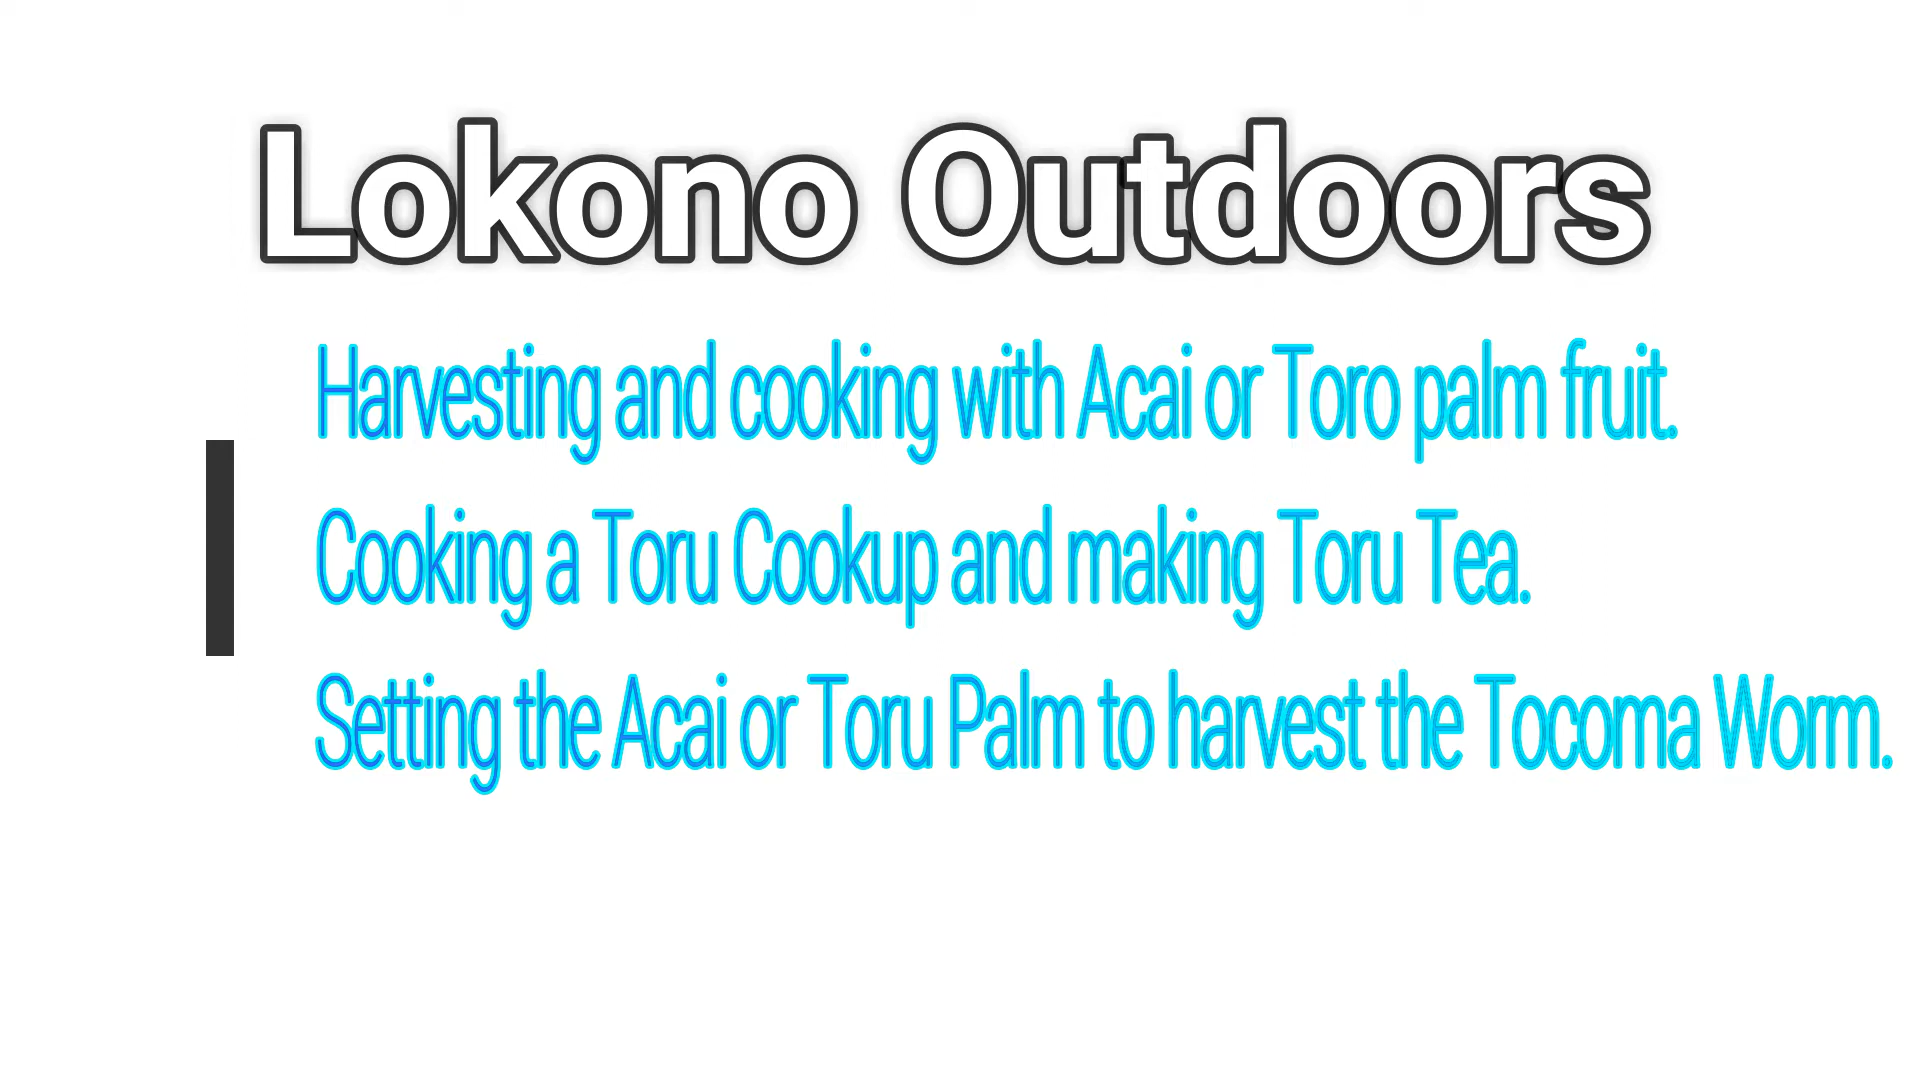 Lokono Outdoors
Harvesting and cooking with Acai or Toro palm fruit.
Cooking a Toru Cookup and making Toru Tea.
Setting the Acai or Toru Palm to harvest the Tocoma Worm.